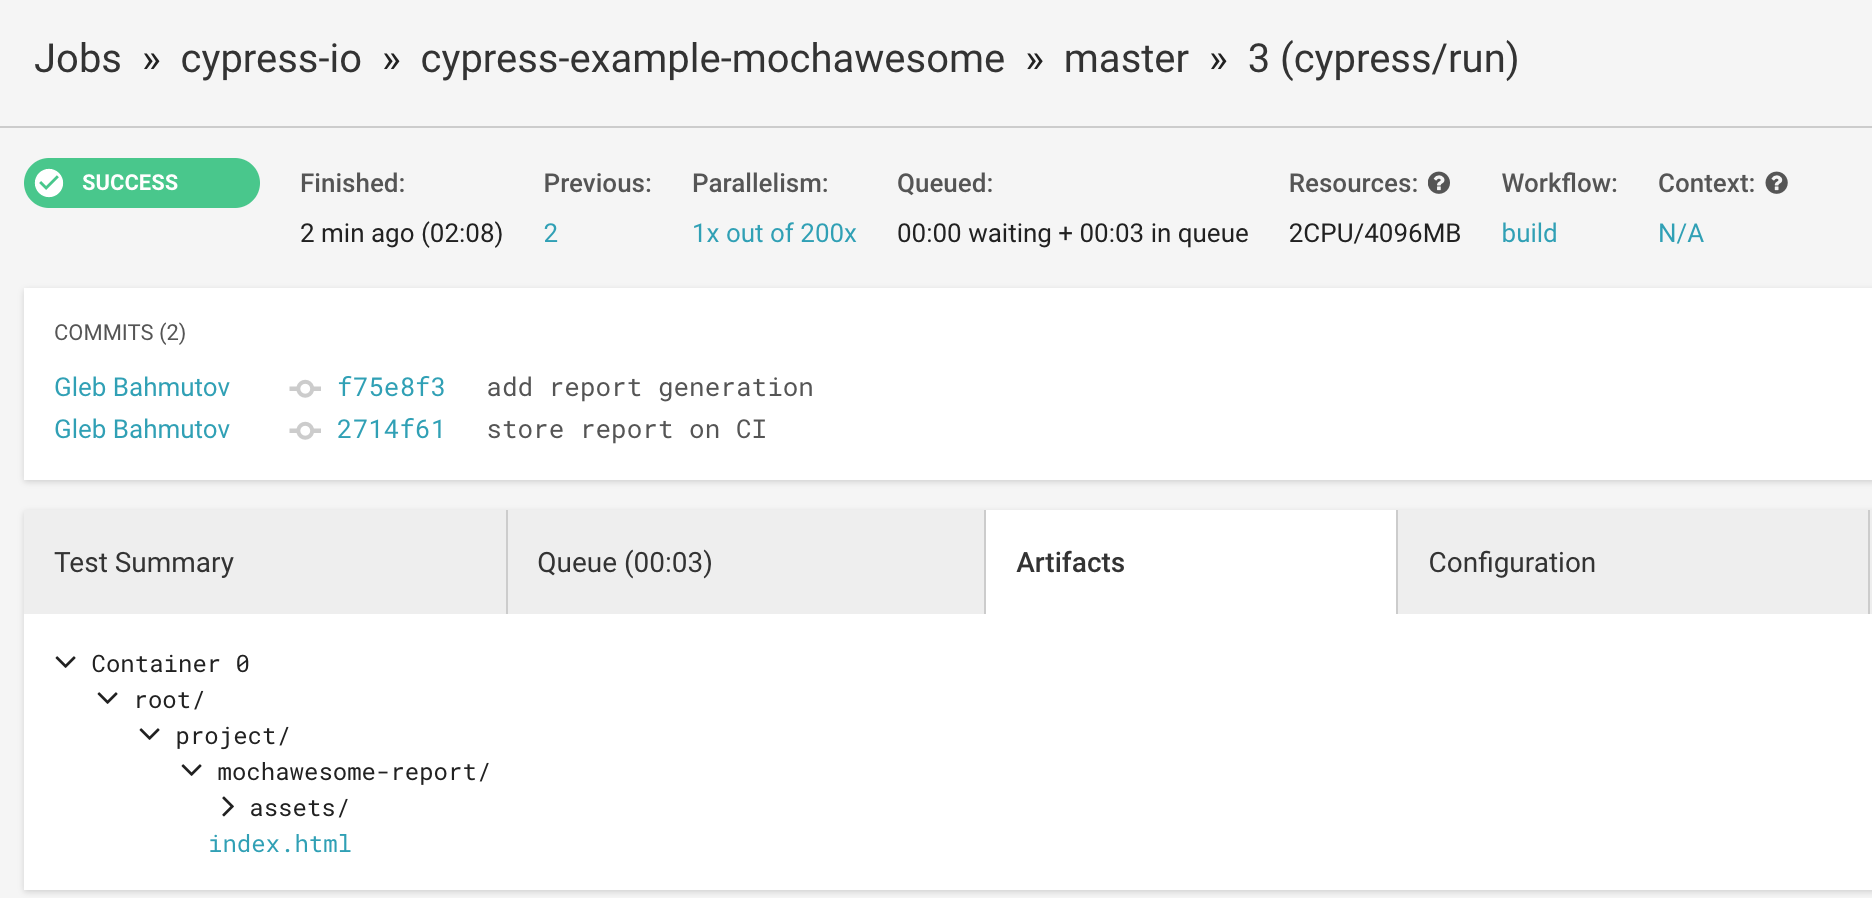 Jobs » cypress-io » cypress-example-mochawesome » master » 3 (cypress/run)
SUCCESS
Finished: Previous: Parallelism: Queued: Resources: Workflow: Context:
2 min ago (02:08) 2 1x out of 200x 00:00 waiting + 00:03 in queue 2CPU/4096MB build N/A
COMMITS (2)
Gleb Bahmutov f75e8f3 add report generation
Gleb Bahmutov 2714f61 store report on CI
Test Summary Queue (00:03) Artifacts Configuration
Container 0
root/
project/
mochawesome-report/
assets/
index.html